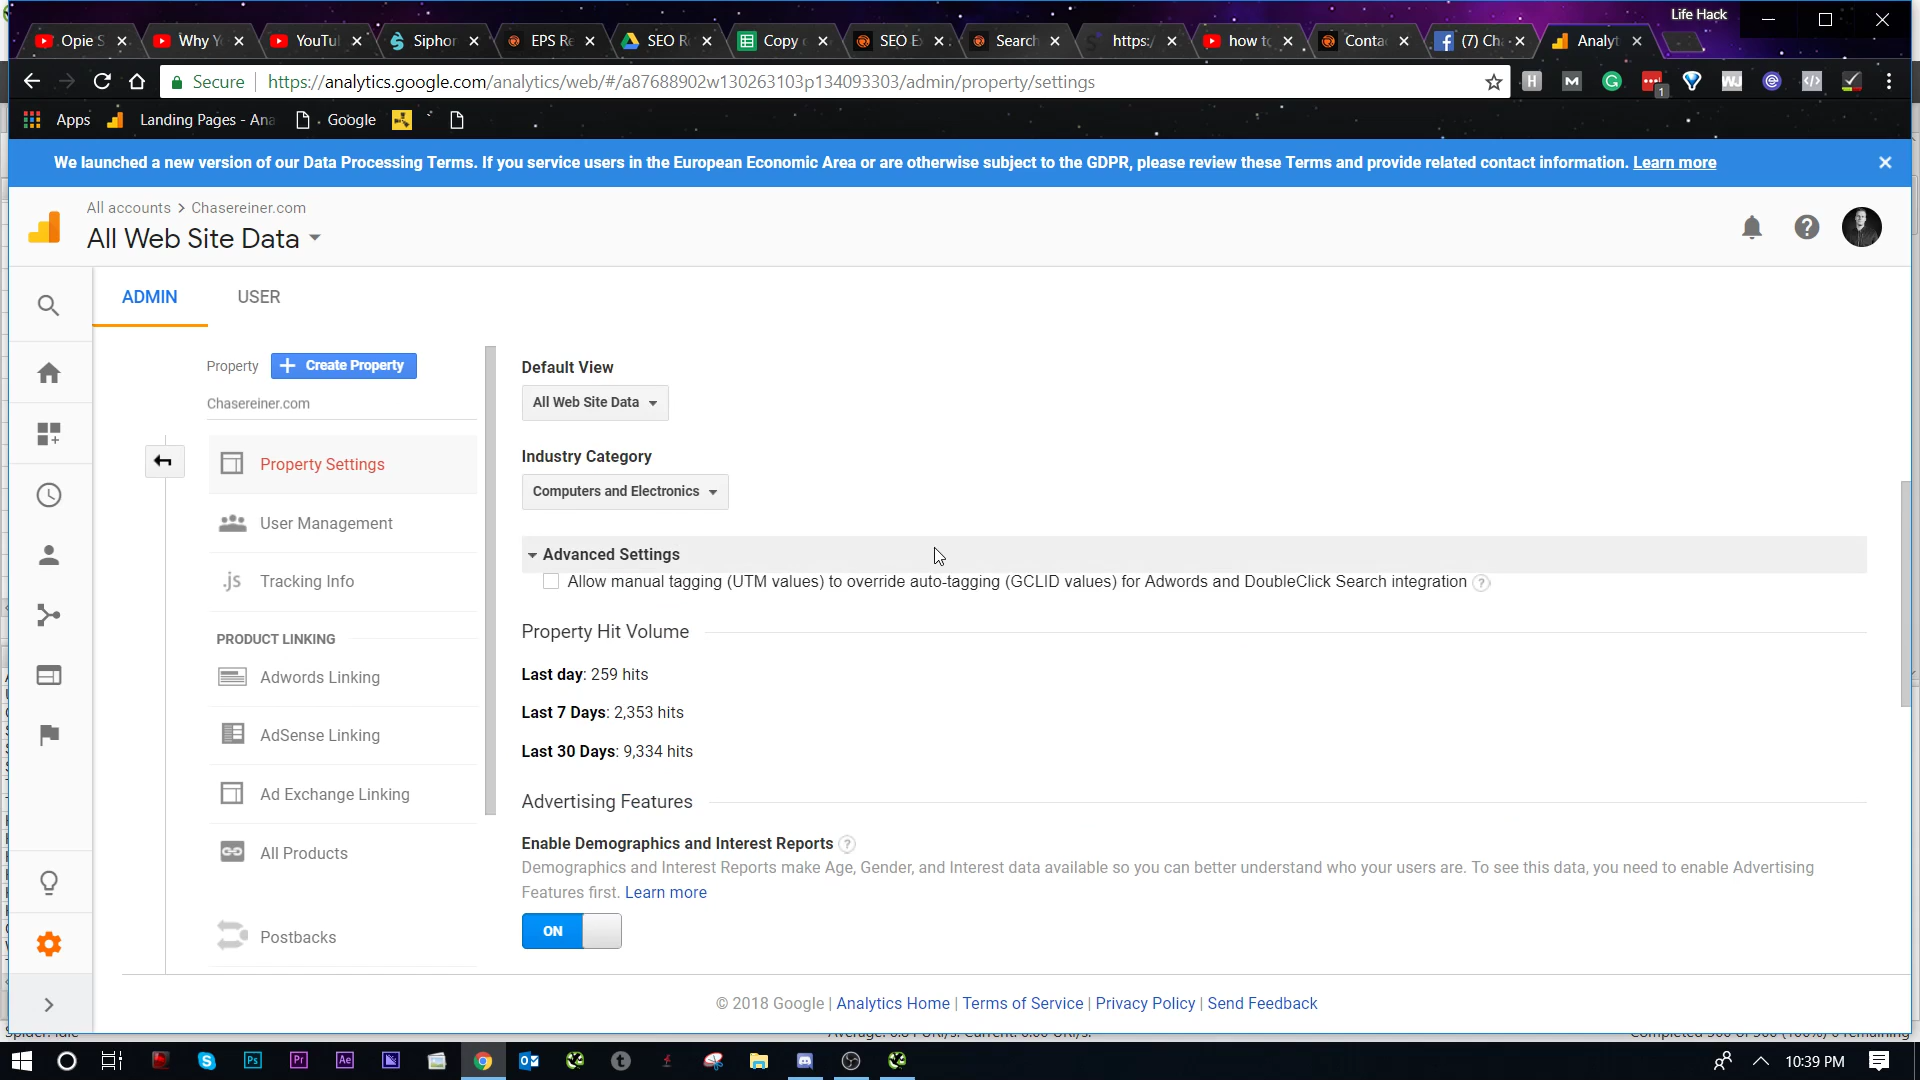 Life Hack
Opie S
Why Y
YouTu
Siphor
EPS Re
SEO R
Copy
SEO E
Search
https:/
how to
Conta
(7) Ch
Analyt
Secure
https://analytics.google.com/analytics/web/#/a87688902w130263103p134093303/admin/property/settings
1
Apps
Landing Pages - Ana
Google
We launched a new version of our Data Processing Terms. If you service users in the European Economic Area or are otherwise subject to the GDPR, please review these Terms and provide related contact information. Learn more
All accounts > Chasereiner.com
All Web Site Data
ADMIN
USER
Property
Create Property
Chasereiner.com
Property Settings
User Management
.js Tracking Info
PRODUCT LINKING
Adwords Linking
AdSense Linking
Ad Exchange Linking
All Products
Postbacks
Default View
All Web Site Data
Industry Category
Computers and Electronics
Advanced Settings
Allow manual tagging (UTM values) to override auto-tagging (GCLID values) for Adwords and DoubleClick Search integration ?
Property Hit Volume
Last day: 259 hits
Last 7 Days: 2,353 hits
Last 30 Days: 9,334 hits
Advertising Features
Enable Demographics and Interest Reports ?
Demographics and Interest Reports make Age, Gender, and Interest data available so you can better understand who your users are. To see this data, you need to enable Advertising
Features first. Learn more
ON
© 2018 Google | Analytics Home | Terms of Service | Privacy Policy | Send Feedback
Ps
Pr
Ae
10:39 PM